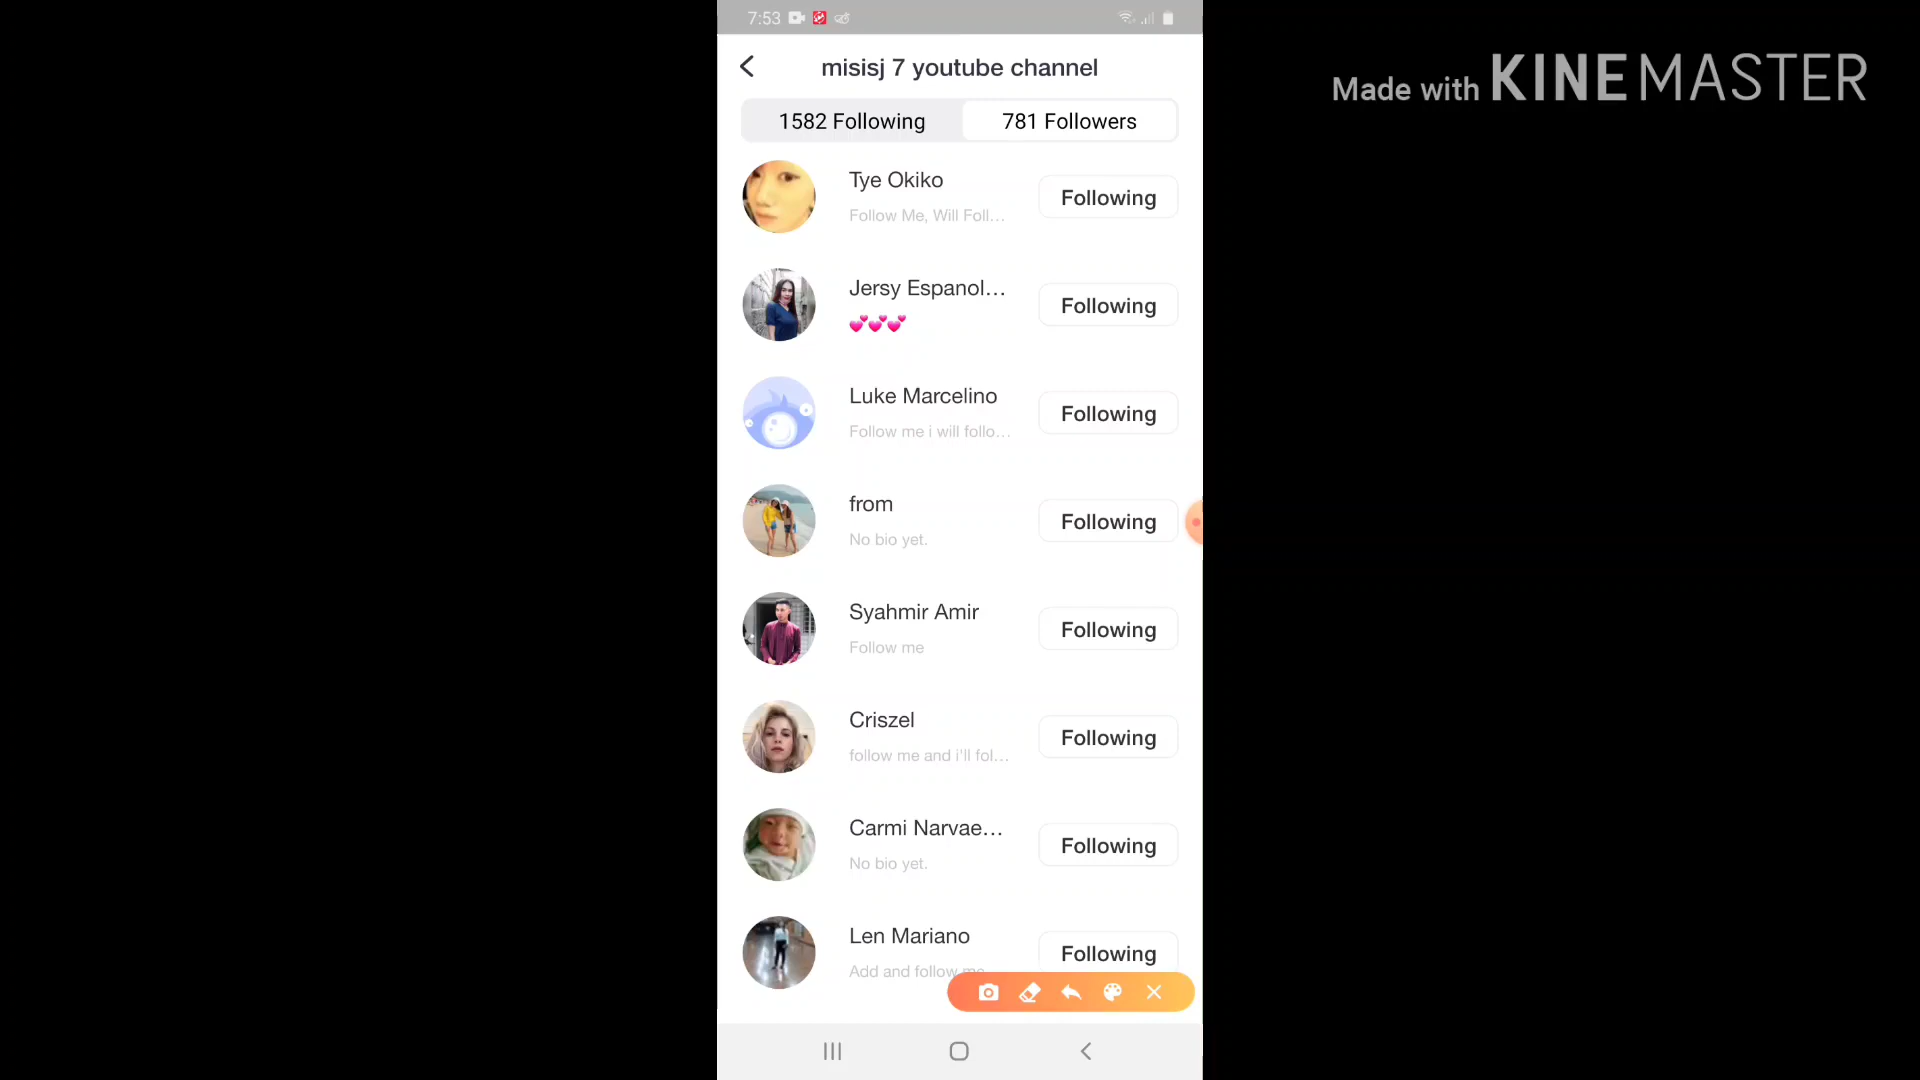 7:53
Made with KINEMASTER
misisj 7 youtube channel
1582 Following
781 Followers
Tye Okiko
Following
Follow Me, Will Foll...
Jersy Espanol...
Following
💕💕💕
Luke Marcelino
Following
Follow me i will follo...
from
Following
No bio yet.
Syahmir Amir
Following
Follow me
Criszel
Following
follow me and i'll fol...
Carmi Narvae...
Following
No bio yet.
Len Mariano
Following
Add and follow me